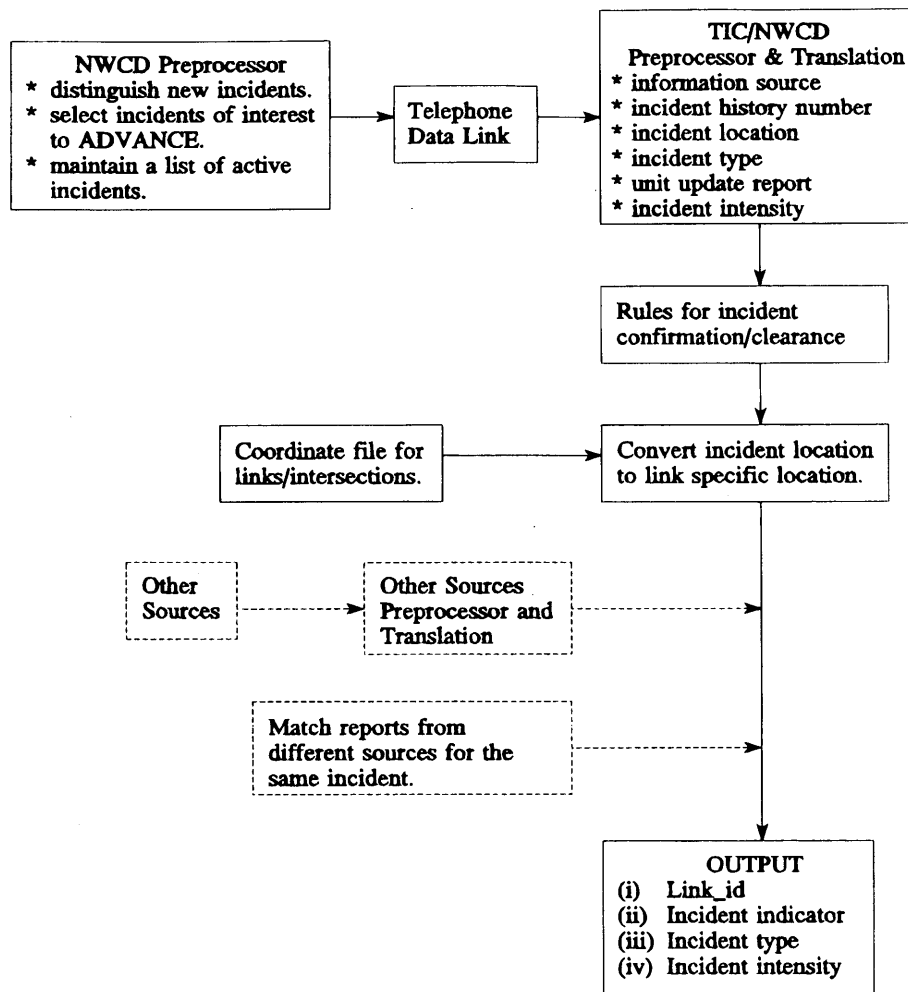 NWCD Preprocessor
* distinguish new incidents.
* select incidents of interest
to ADVANCE.
* maintain a list of active
incidents.
Telephone
Data Link
TIC/NWCD
Preprocessor & Translation
* information source
* incident history number
* incident location
* incident type
* unit update report
* incident intensity
Rules for incident
confirmation/clearance
Coordinate file for
links/intersections.
Convert incident location
to link specific location.
Other
Sources
Other Sources
Preprocessor and
Translation
Match reports from
different sources for the
same incident.
OUTPUT
(i) Link_id
(ii) Incident indicator
(iii) Incident type
(iv) Incident intensity